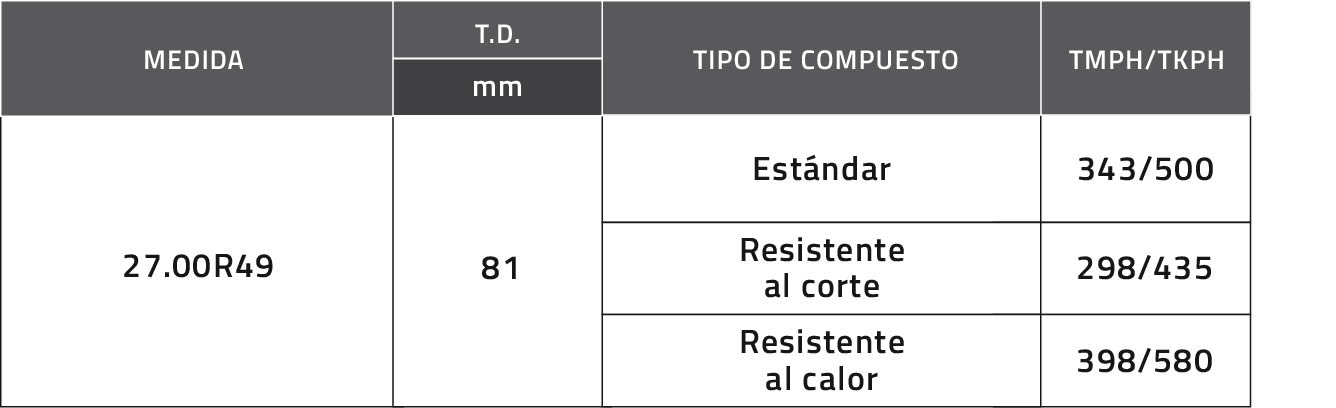 MEDIDA
T.D.
mm
TIPO DE COMPUESTO
TMPH/TKPH
27.00R49
81
Estándar
343/500
Resistente
al corte
298/435
Resistente
al calor
398/580